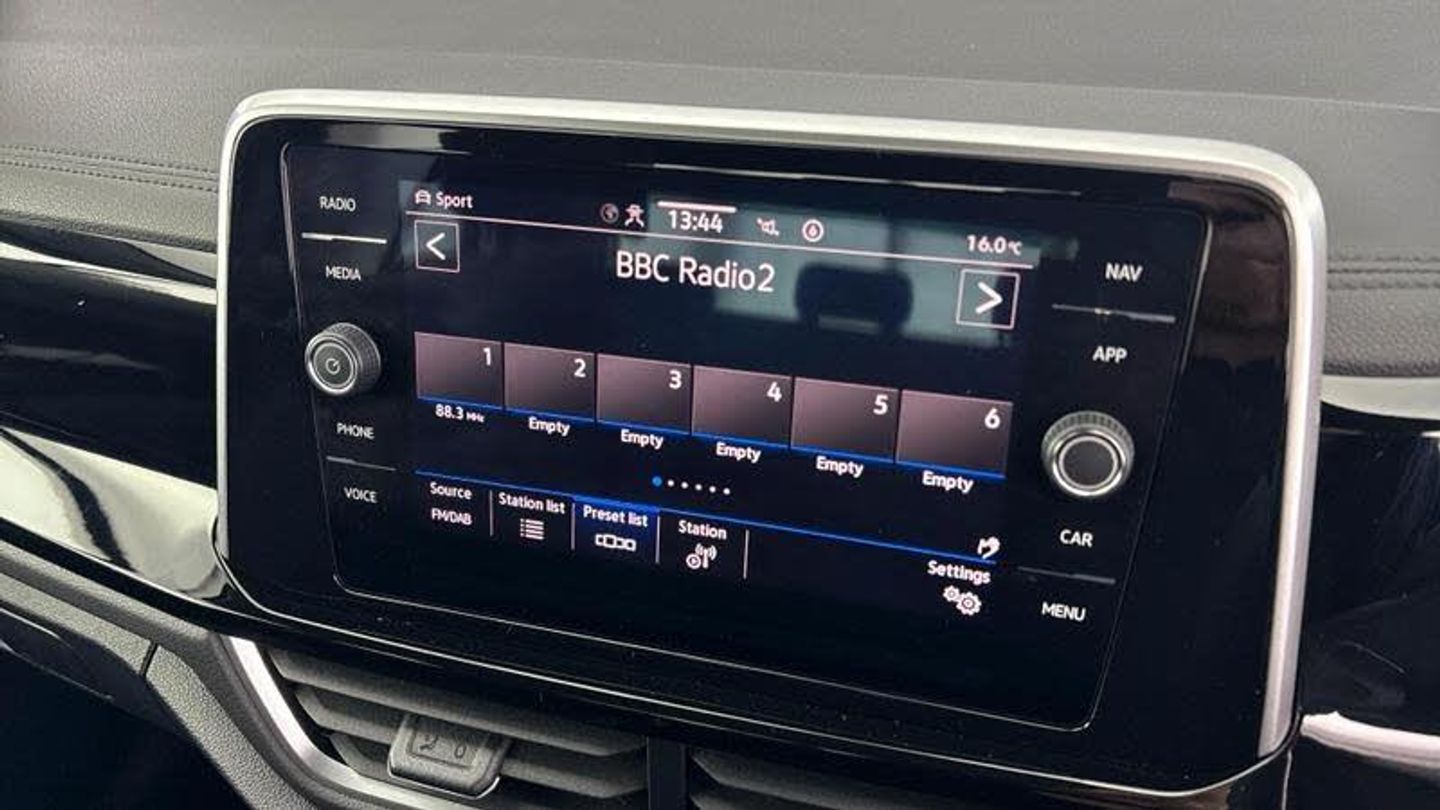 RADIO
MEDIA
PHONE
VOICE
Sport
13:44
6
16.0°C
<
BBC Radio2
>
1
2
3
4
5
6
88.3 MHz
Empty
Empty
Empty
Empty
Empty
Source
FM/DAB
Station list
Preset list
Station
Settings
NAV
APP
CAR
MENU